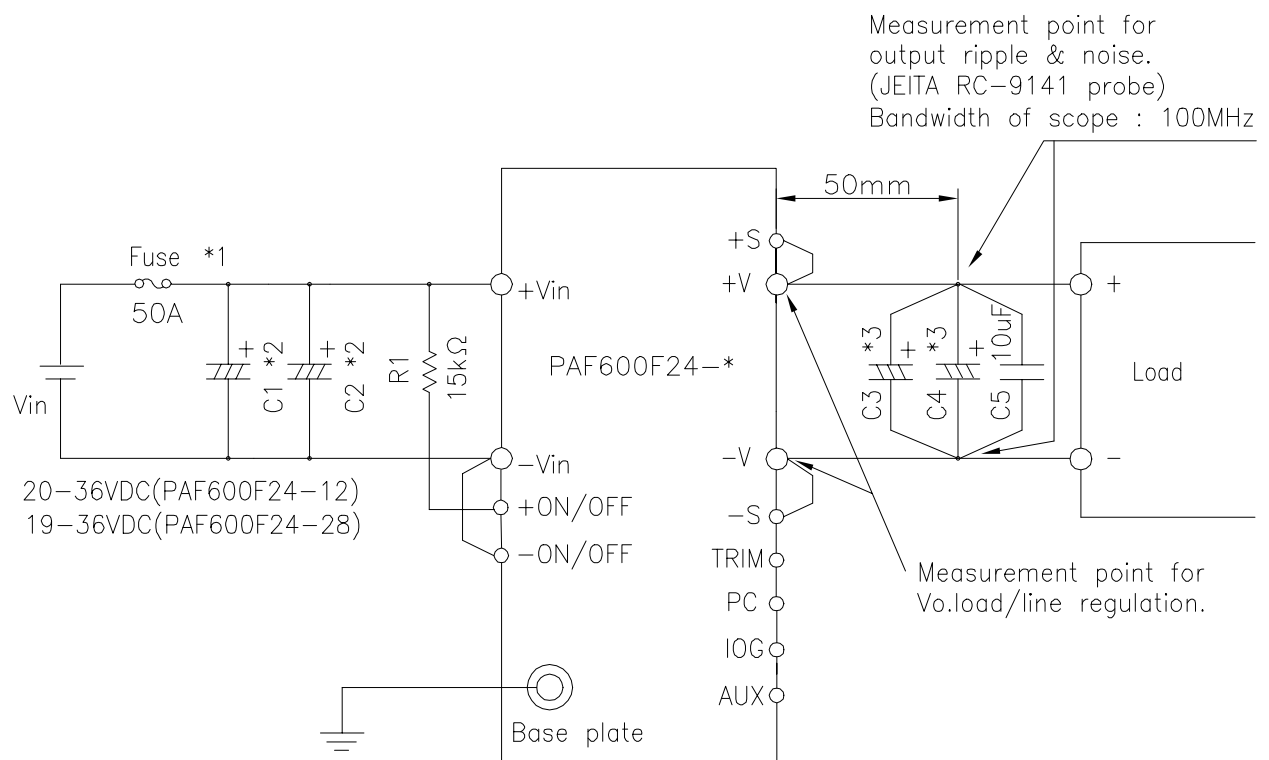 Measurement point for
output ripple & noise.
(JEITA RC-9141 probe)
Bandwidth of scope : 100MHz
50mm
Fuse *1
50A
Vin
20-36VDC(PAF600F24-12)
19-36VDC(PAF600F24-28)
C1 *2
+
C2 *2
+
R1
15kΩ
+Vin
-Vin
+ON/OFF
-ON/OFF
PAF600F24-*
Base plate
+S
+V
-V
-S
TRIM
PC
IOG
AUX
C3 *3
+
C4 *3
+
C5 10uF
+
Load
-
Measurement point for
Vo.load/line regulation.